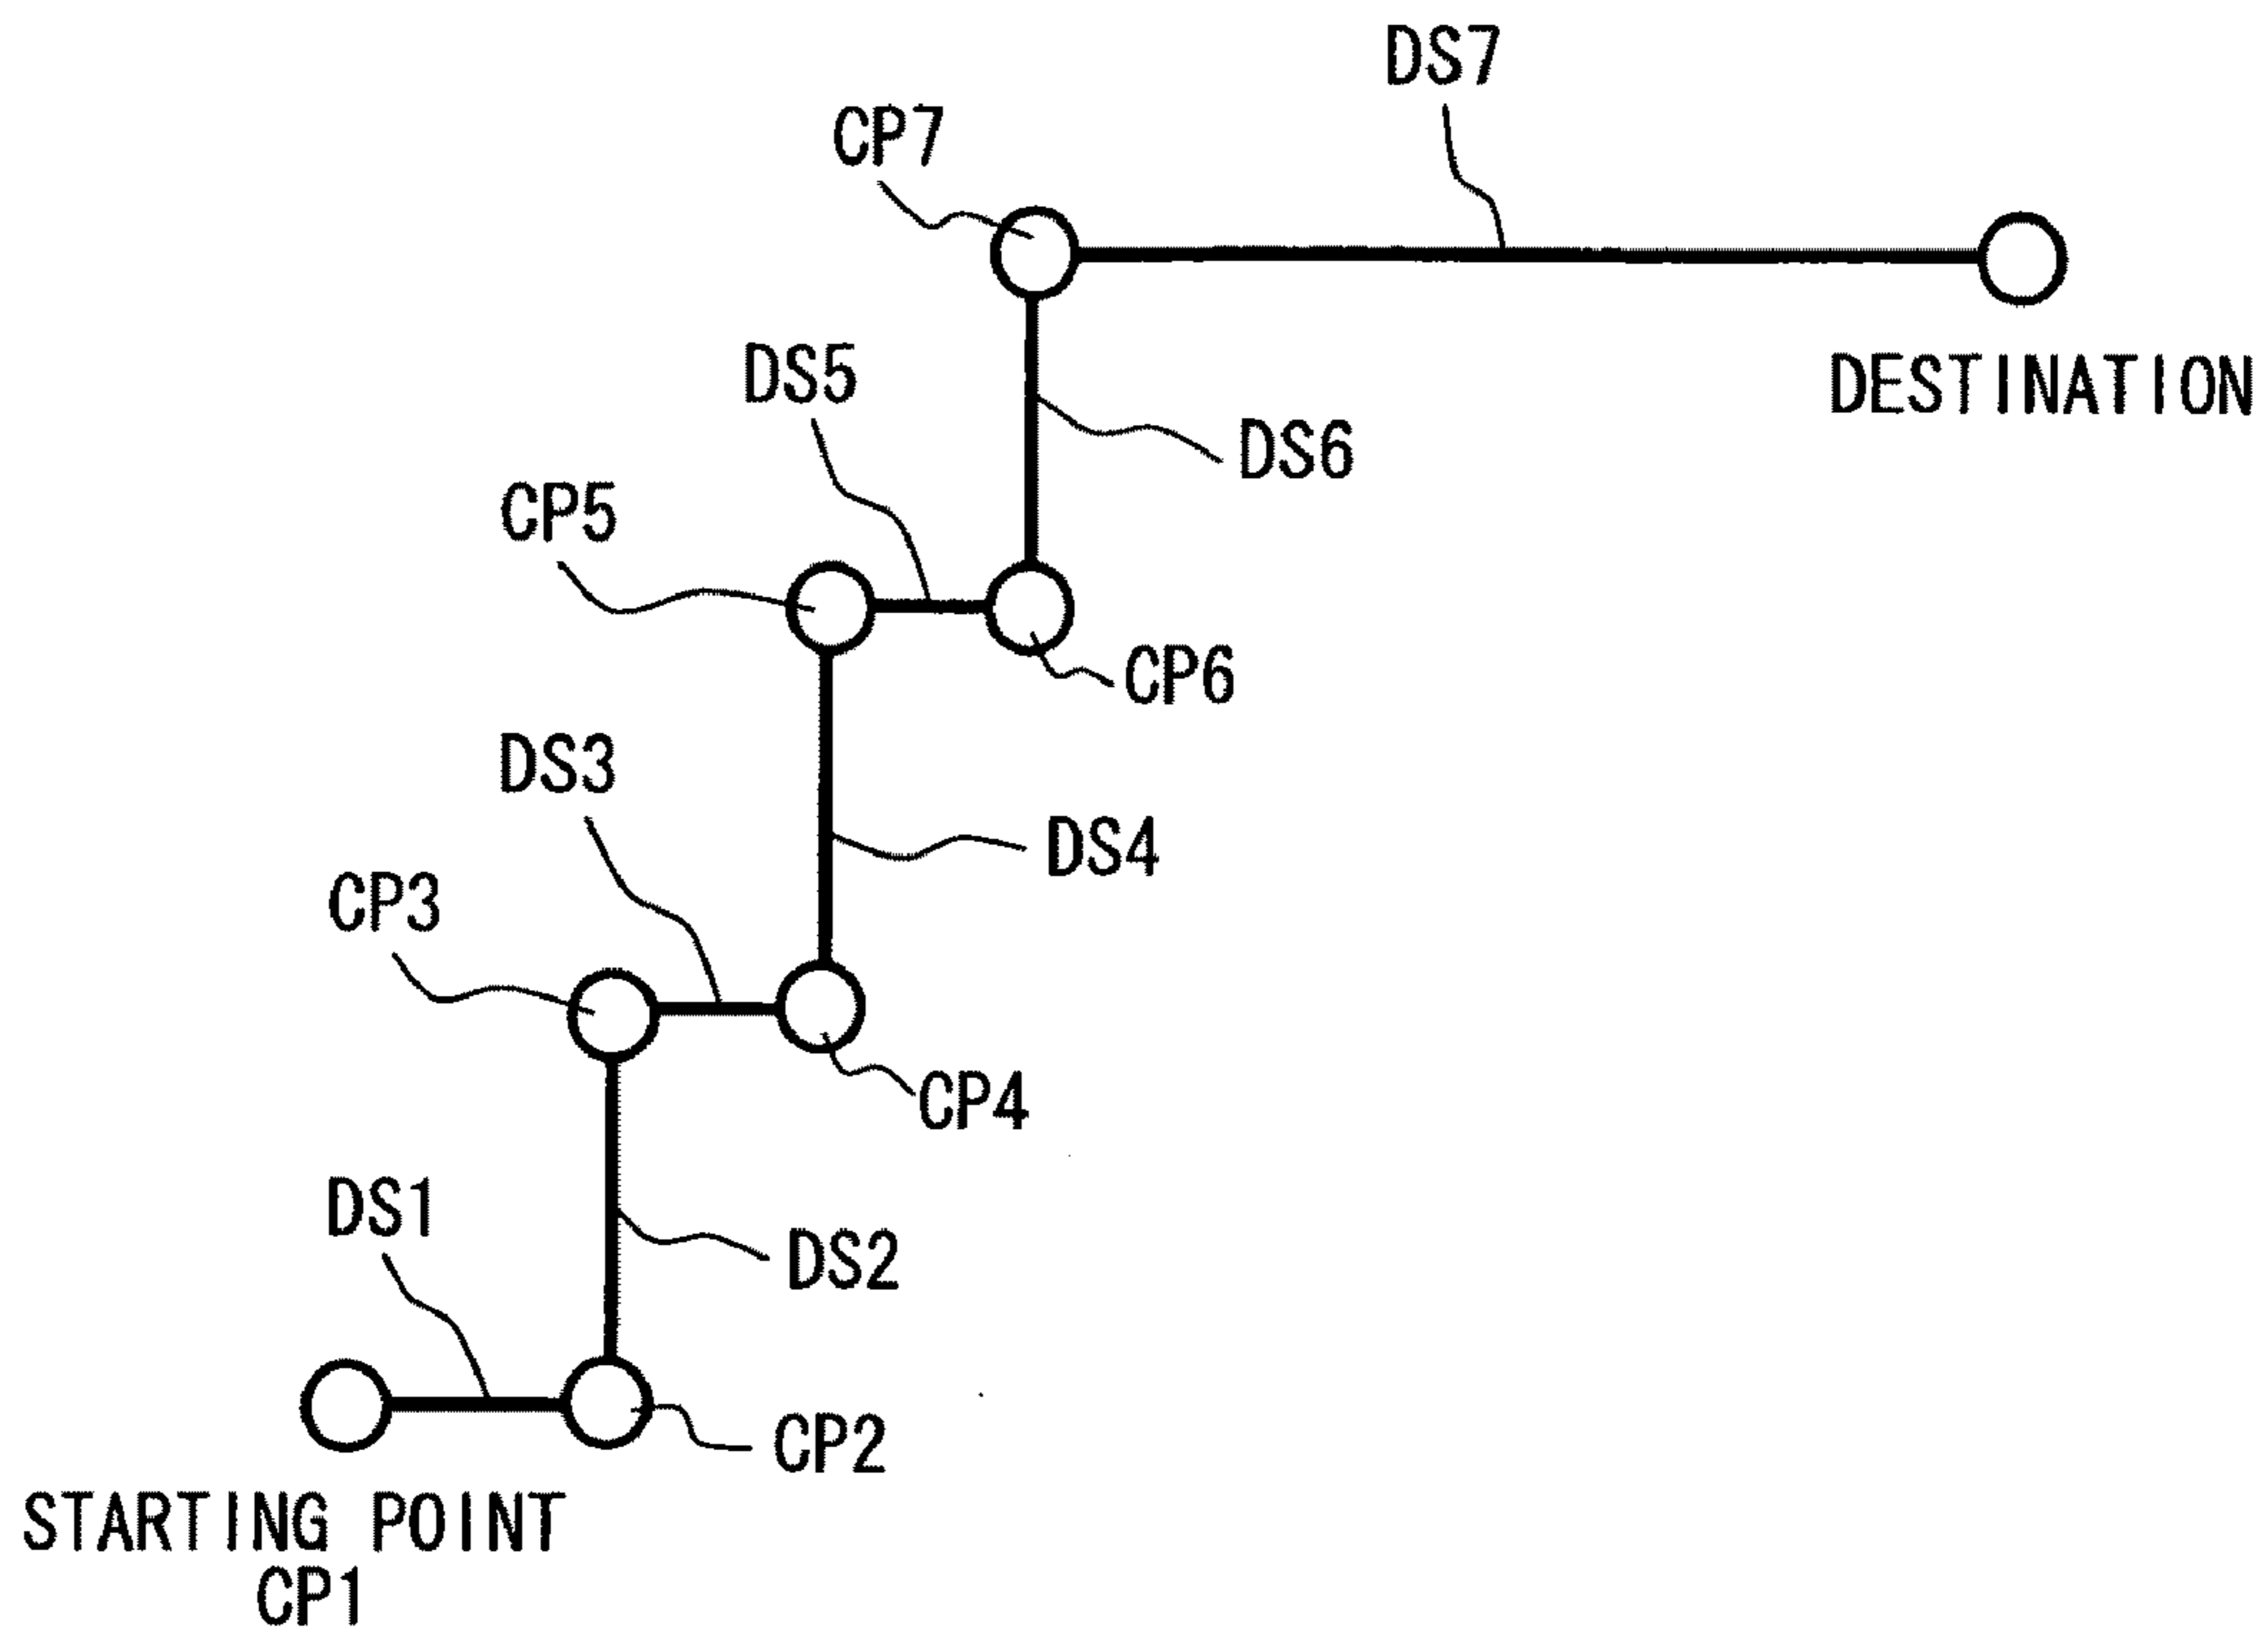 DS7
CP7
DS5
DESTINATION
DS6
CP5
CP6
DS3
DS4
CP3
CP4
DS1
DS2
CP2
STARTING POINT
CP1